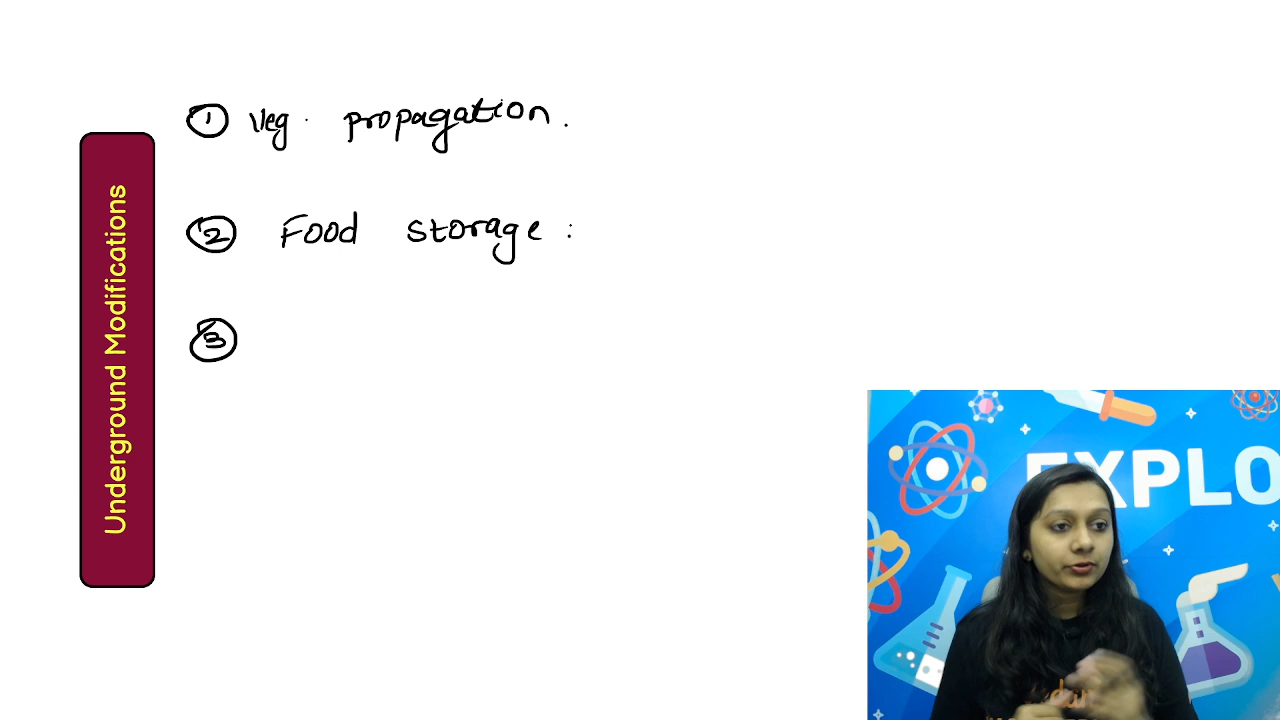 Underground Modifications
① Veg. propagation.
② Food storage:
③
EXPLO